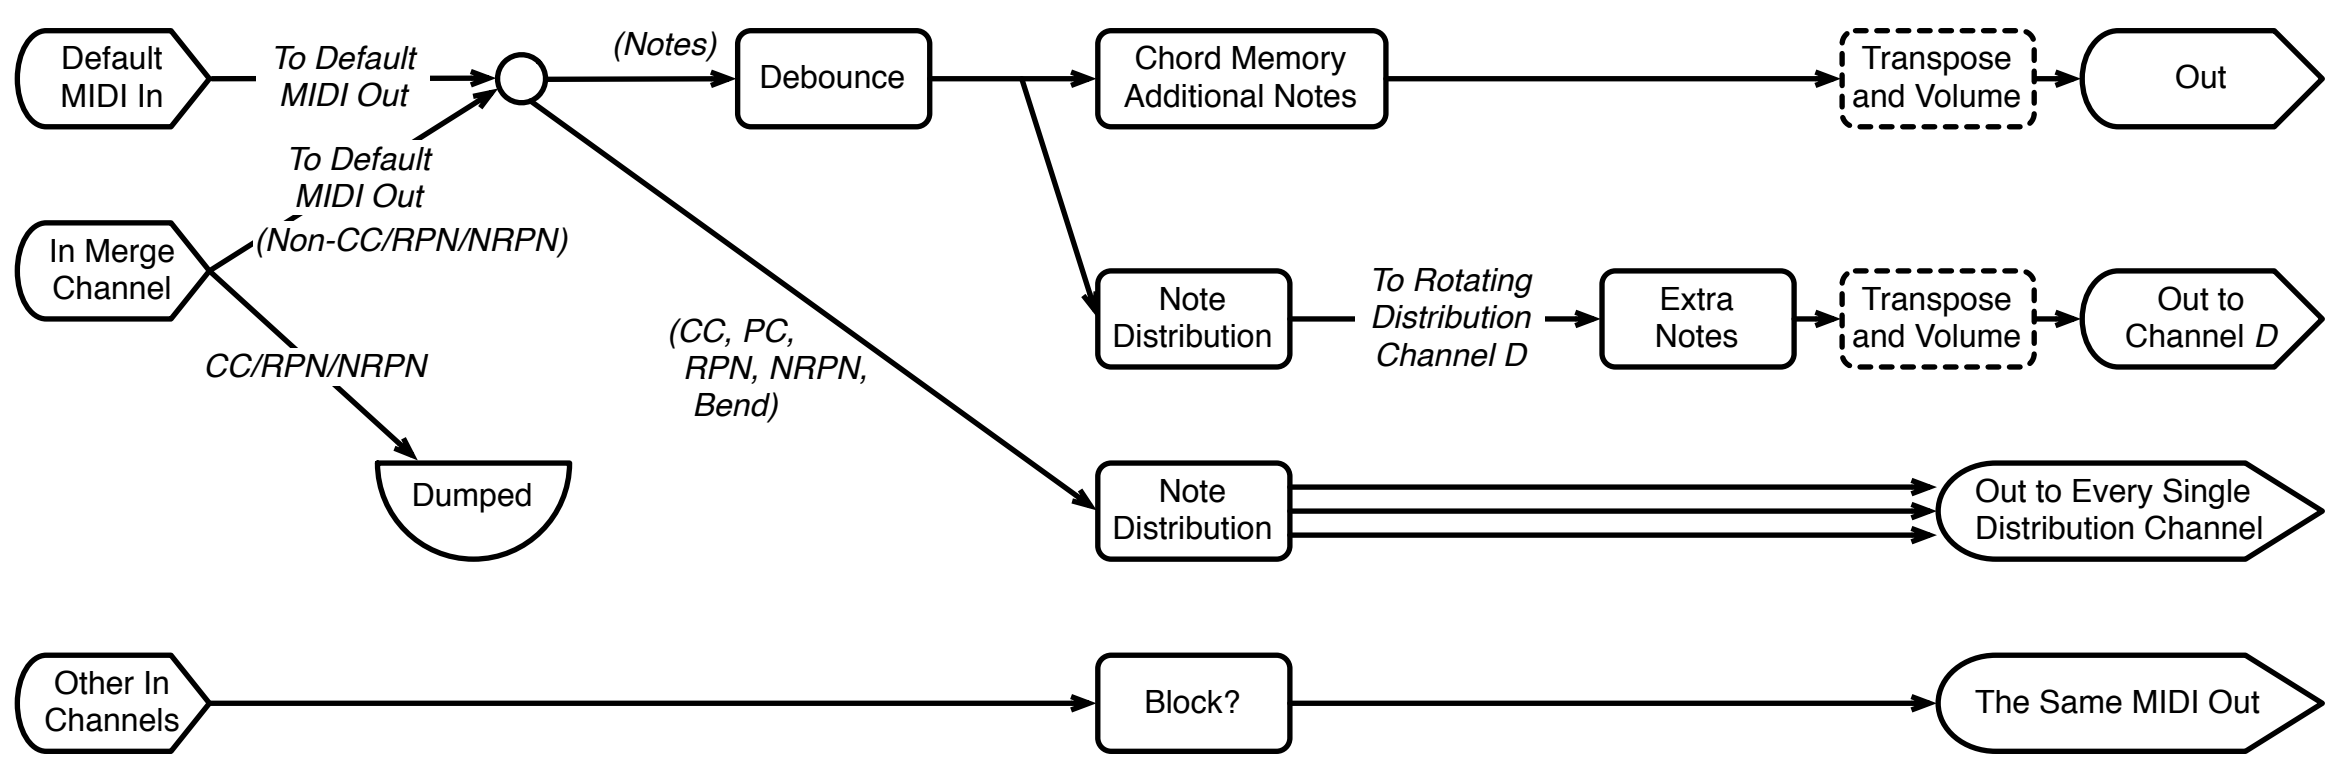 Default
MIDI In
To Default
MIDI Out
(Notes)
Debounce
Chord Memory
Additional Notes
Transpose
and Volume
Out
To Default
MIDI Out
(Non-CC/RPN/NRPN)
In Merge
Channel
CC/RPN/NRPN
Dumped
(CC, PC,
RPN, NRPN,
Bend)
Note
Distribution
To Rotating
Distribution
Channel D
Extra
Notes
Transpose
and Volume
Out to
Channel D
Note
Distribution
Out to Every Single
Distribution Channel
Other In
Channels
Block?
The Same MIDI Out